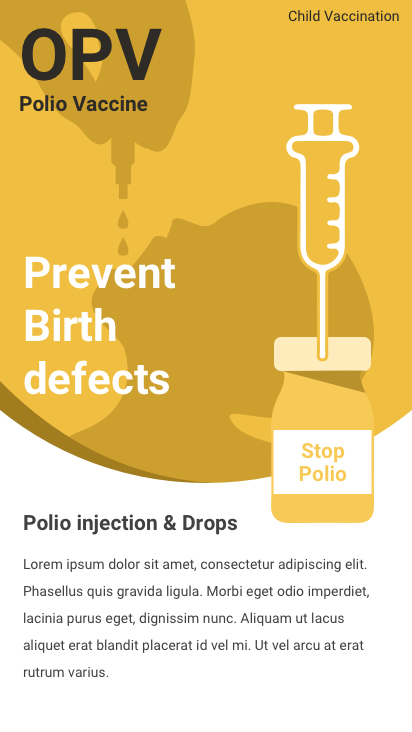 Child Vaccination
OPV
Polio Vaccine
Prevent
Birth
defects
Stop
Polio
Polio injection & Drops
Lorem ipsum dolor sit amet, consectetur adipiscing elit.
Phasellus quis gravida ligula. Morbi eget odio imperdiet,
lacinia purus eget, dignissim nunc. Aliquam ut lacus
aliquet erat blandit placerat id vel mi. Ut vel arcu at erat
rutrum varius.